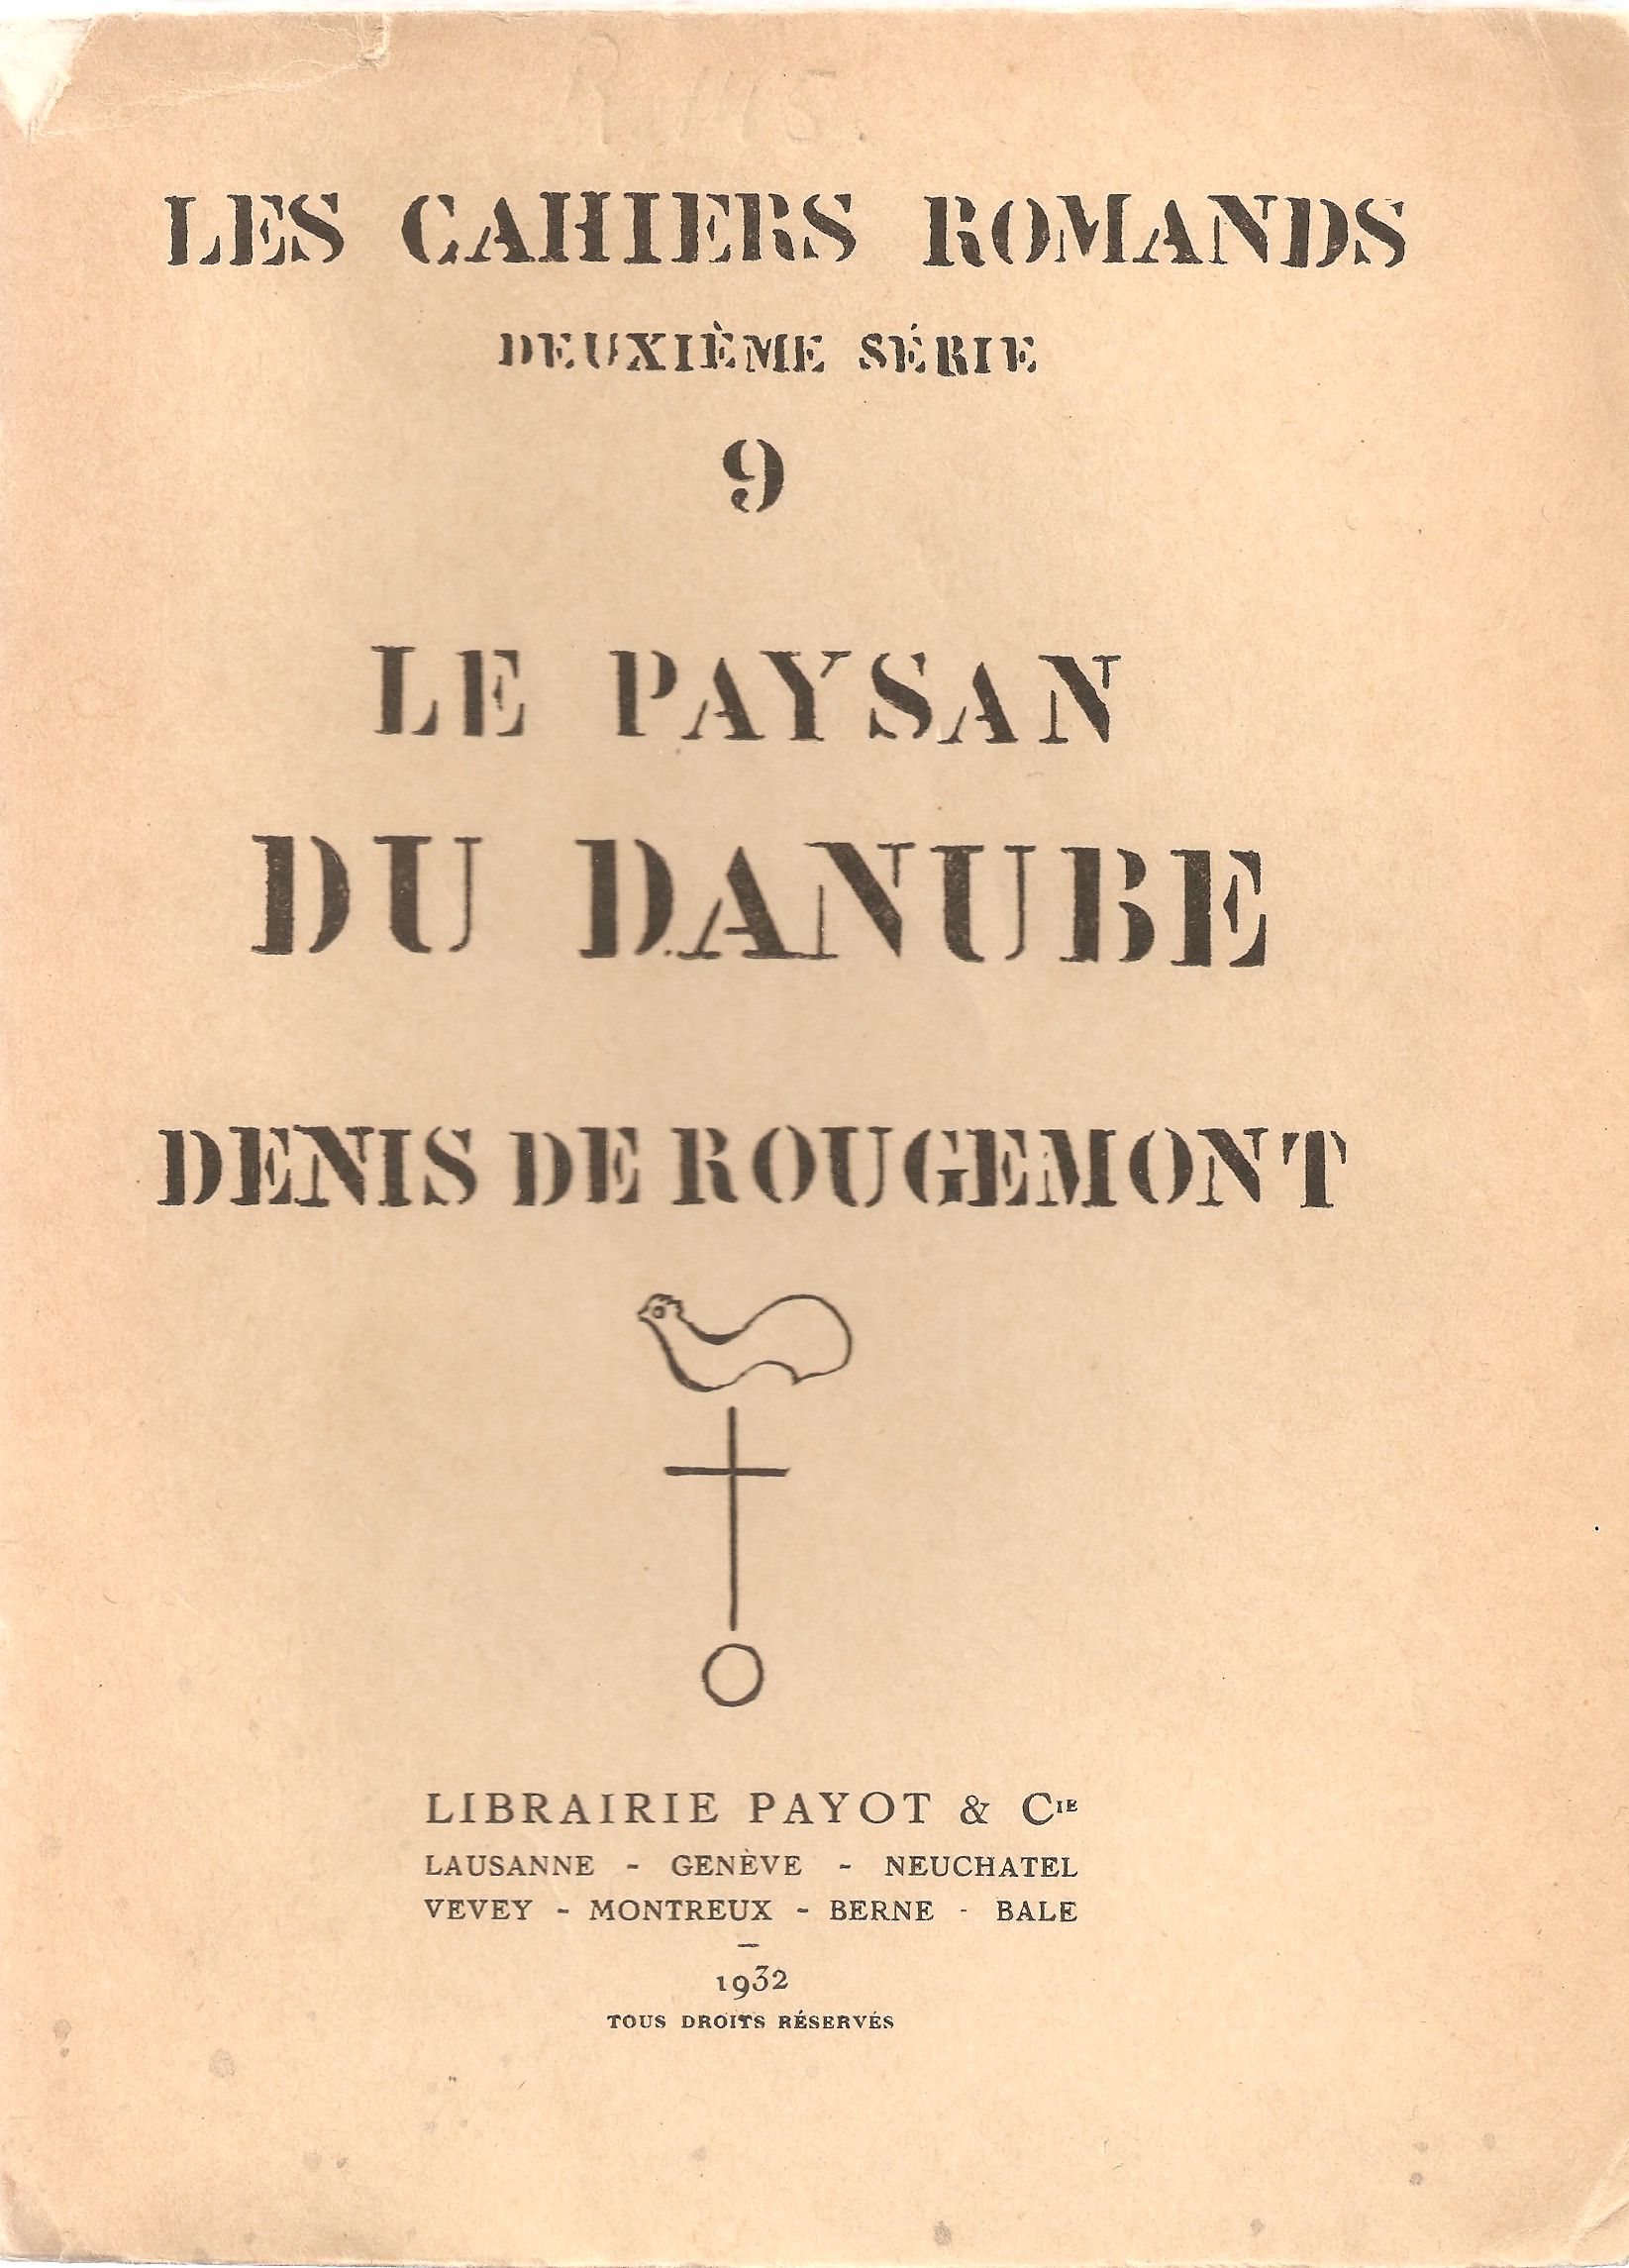 LES CAHIERS ROMANDS
DEUXIÈME SÉRIE
9
LE PAYSAN
DU DANUBE
DENIS DE ROUGEMONT
LIBRAIRIE PAYOT & CIE
LAUSANNE - GENÈVE - NEUCHATEL
VEVEY - MONTREUX - BERNE - BALE
1932
TOUS DROITS RÉSERVÉS